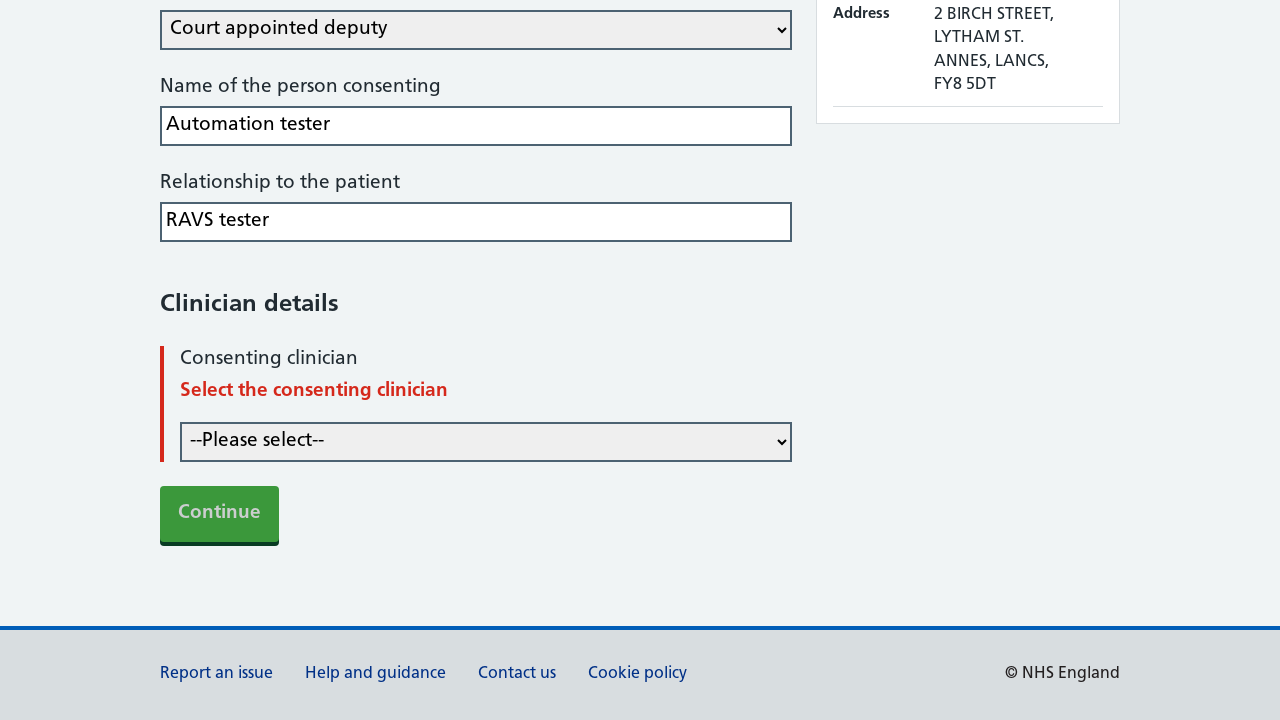 Court appointed deputy
Name of the person consenting
Automation tester
Relationship to the patient
RAVS tester
Clinician details
Consenting clinician
Select the consenting clinician
--Please select--
Continue
Address
2 BIRCH STREET,
LYTHAM ST.
ANNES, LANCS,
FY8 5DT
Report an issue
Help and guidance
Contact us
Cookie policy
© NHS England